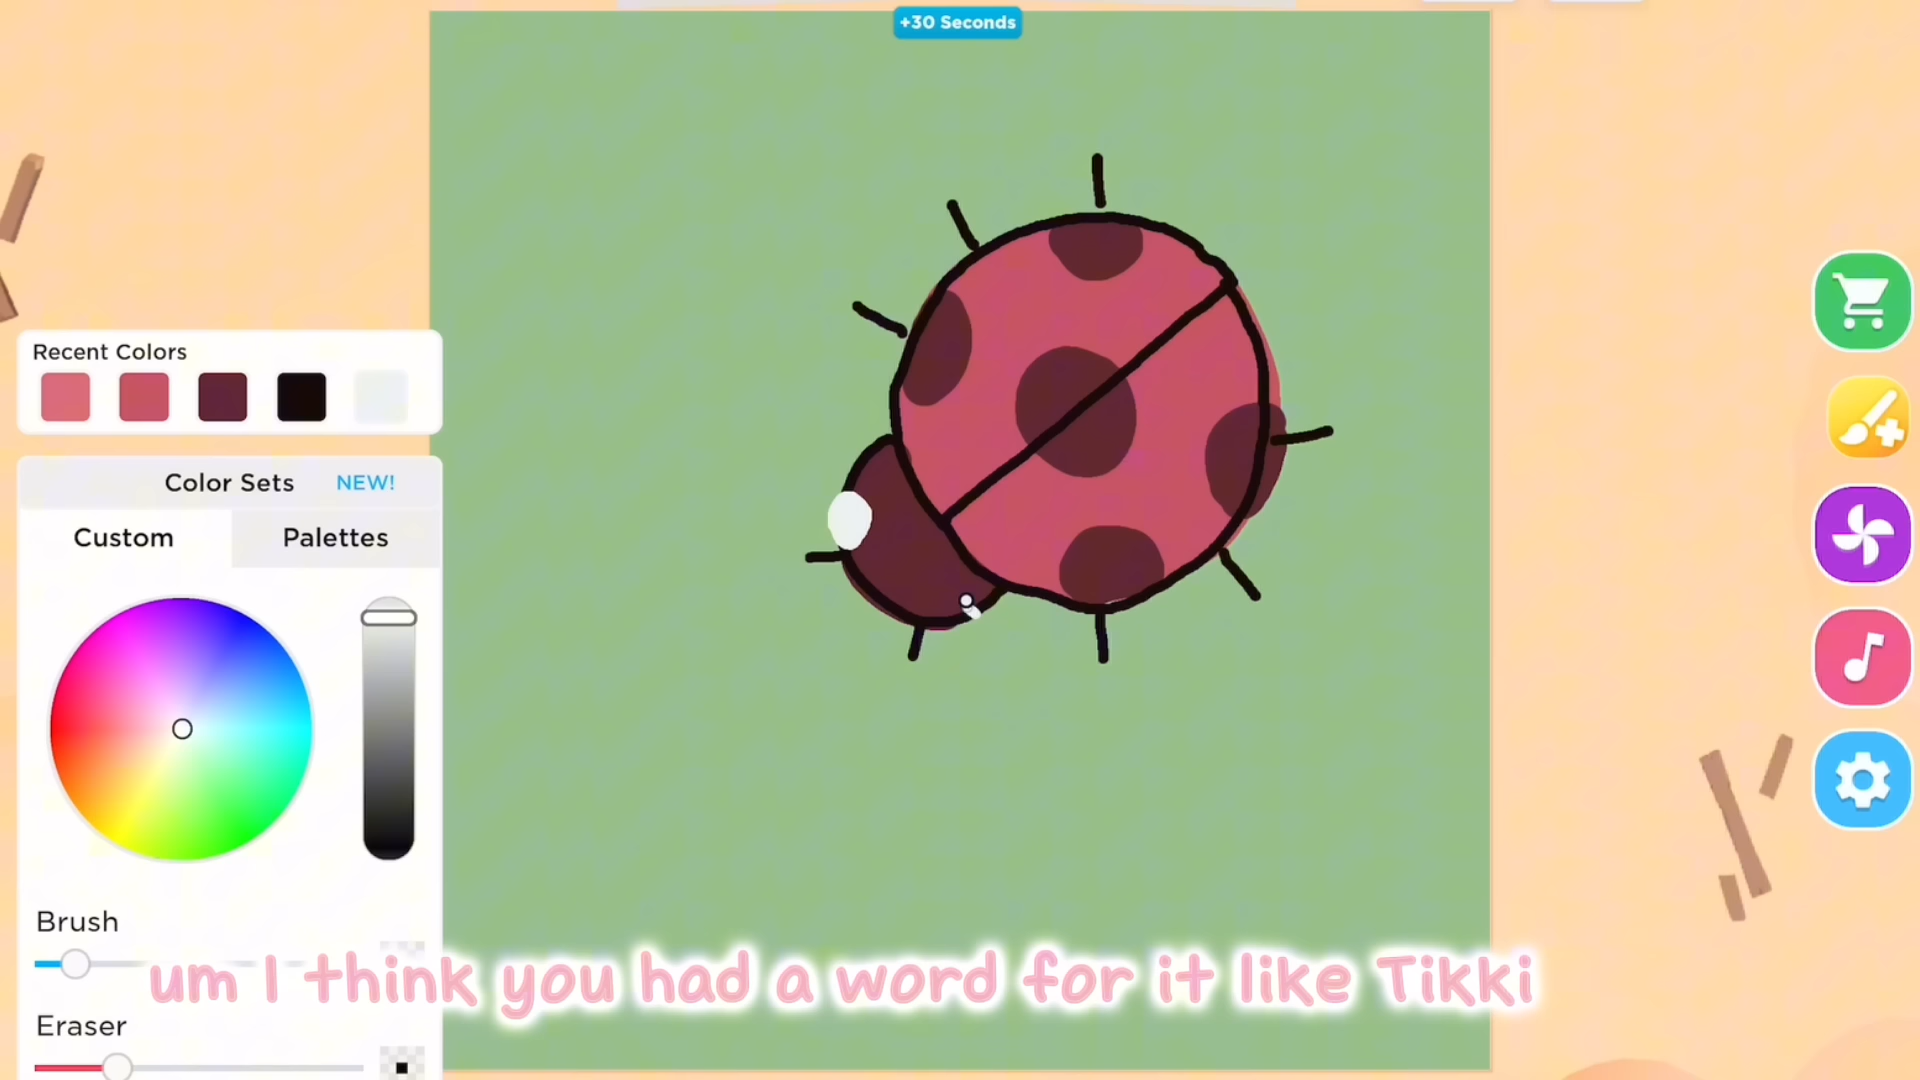 +30 Seconds
Recent Colors
Color Sets NEW!
Custom Palettes
Brush
um I think you had a word for it like Tikki
Eraser